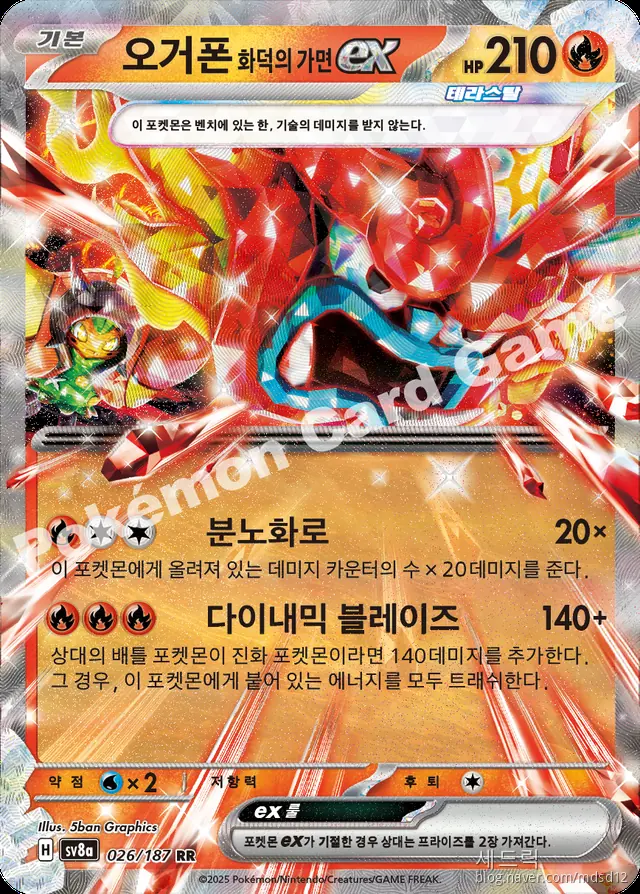 기본
오거폰 화덕의 가면 ex
HP 210
테라스탈
이 포켓몬은 벤치에 있는 한, 기술의 데미지를 받지 않는다.
Pokémon Card Game
분노화로 20×
이 포켓몬에게 올려져 있는 데미지 카운터의 수 × 20데미지를 준다.
다이내믹 블레이즈 140+
상대의 배틀 포켓몬이 진화 포켓몬이라면 140데미지를 추가한다.
그 경우, 이 포켓몬에게 붙어 있는 에너지를 모두 트래쉬한다.
약점 ×2 저항력 후퇴
ex 룰
포켓몬 ex가 기절한 경우 상대는 프라이즈를 2장 가져간다.
Illus. 5ban Graphics
H sv8a 026/187 RR
세드릭
blog.naver.com/mdsd12
©2025 Pokémon/Nintendo/Creatures/GAME FREAK.